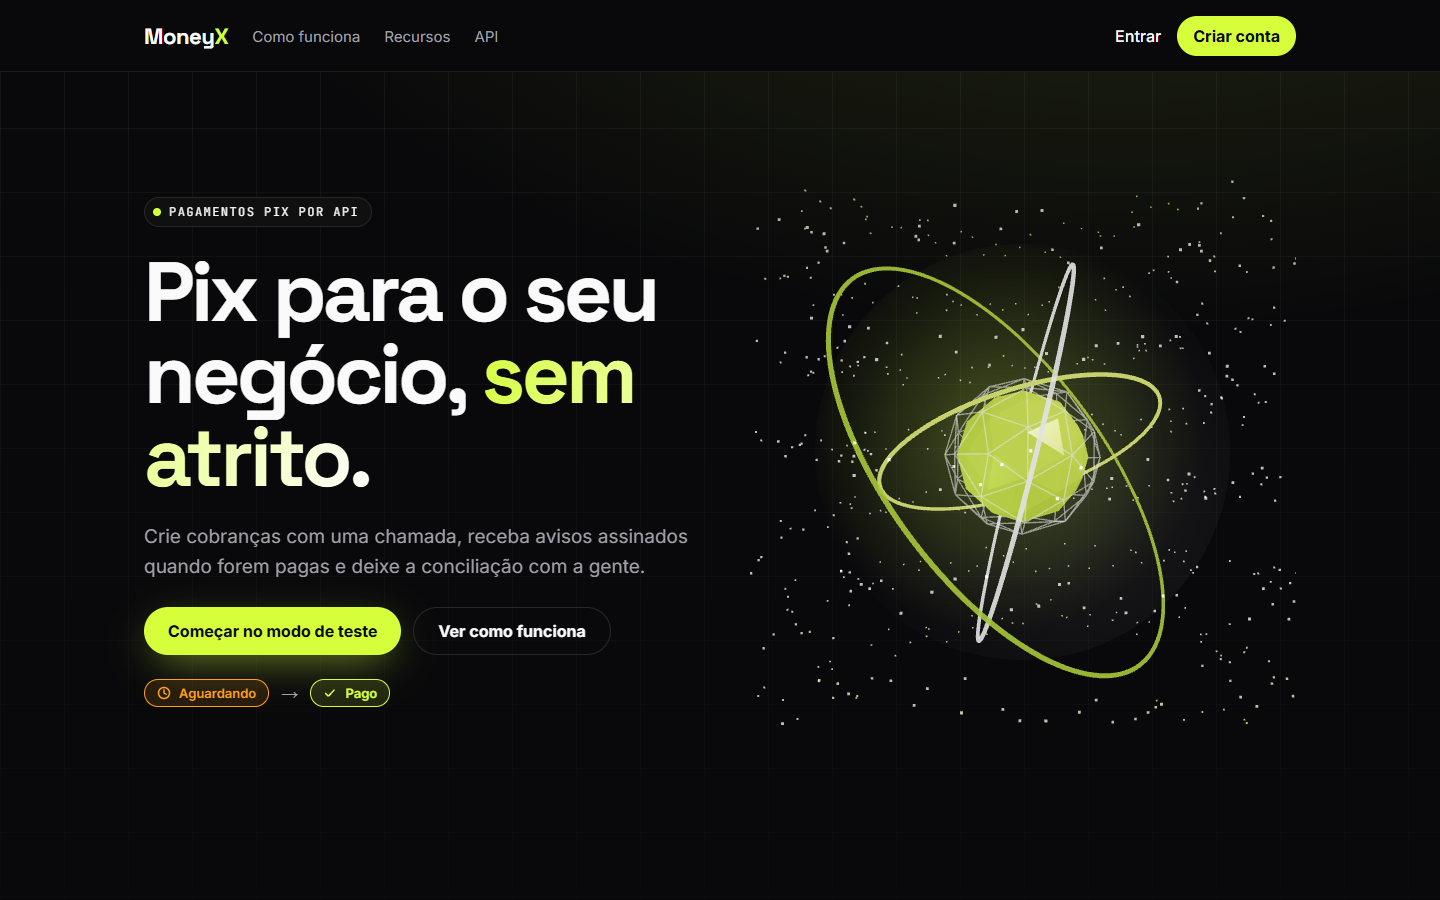 MoneyX
Como funciona
Recursos
API
Entrar
Criar conta
PAGAMENTOS PIX POR API
Pix para o seu
negócio, sem
atrito.
Crie cobranças com uma chamada, receba avisos assinados
quando forem pagas e deixe a conciliação com a gente.
Começar no modo de teste
Ver como funciona
Aguardando → Pago